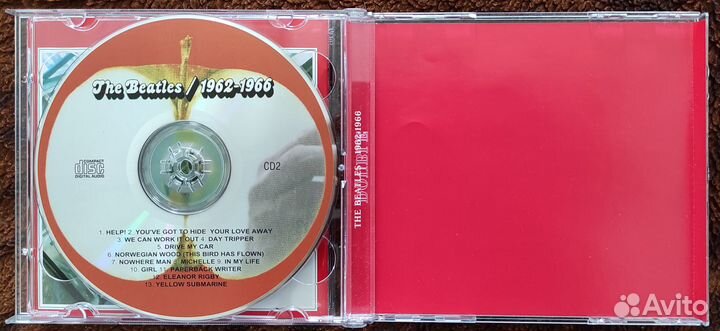 The Beatles / 1962-1966
COMPACT
disc
DIGITAL AUDIO
CD2
1. HELP! 2. YOU'VE GOT TO HIDE YOUR LOVE AWAY
3. WE CAN WORK IT OUT 4. DAY TRIPPER
5. DRIVE MY CAR
6. NORWEGIAN WOOD (THIS BIRD HAS FLOWN)
7. NOWHERE MAN 8. MICHELLE 9. IN MY LIFE
10. GIRL 11. PAPERBACK WRITER
12. ELEANOR RIGBY
13. YELLOW SUBMARINE
THE BEATLES 1962-1966
Avito